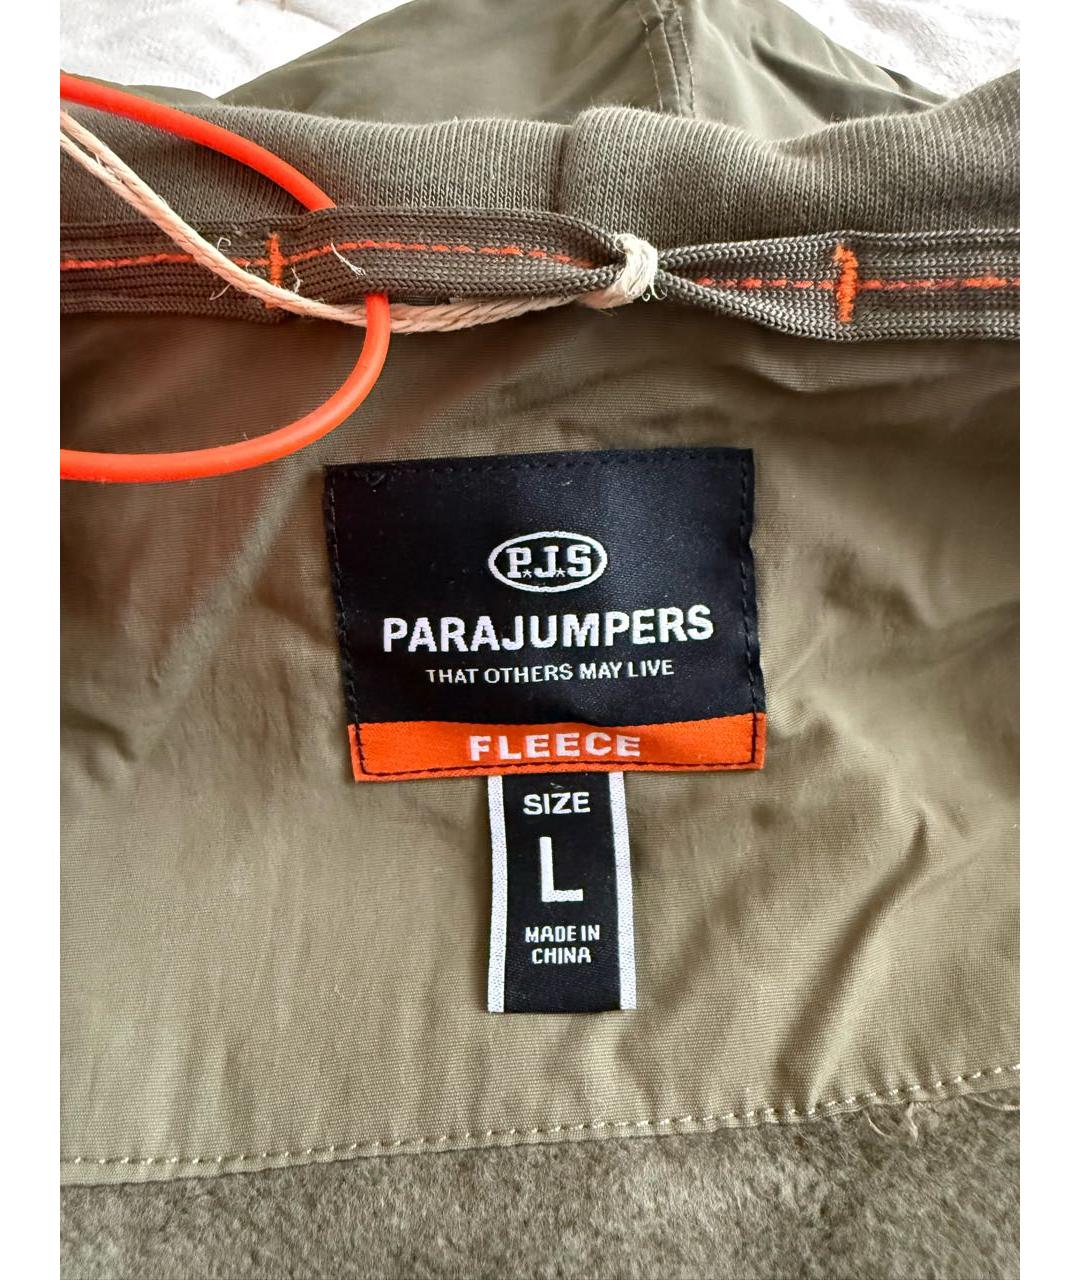 P.J.S
PARAJUMPERS
THAT OTHERS MAY LIVE
FLEECE
SIZE
L
MADE IN
CHINA